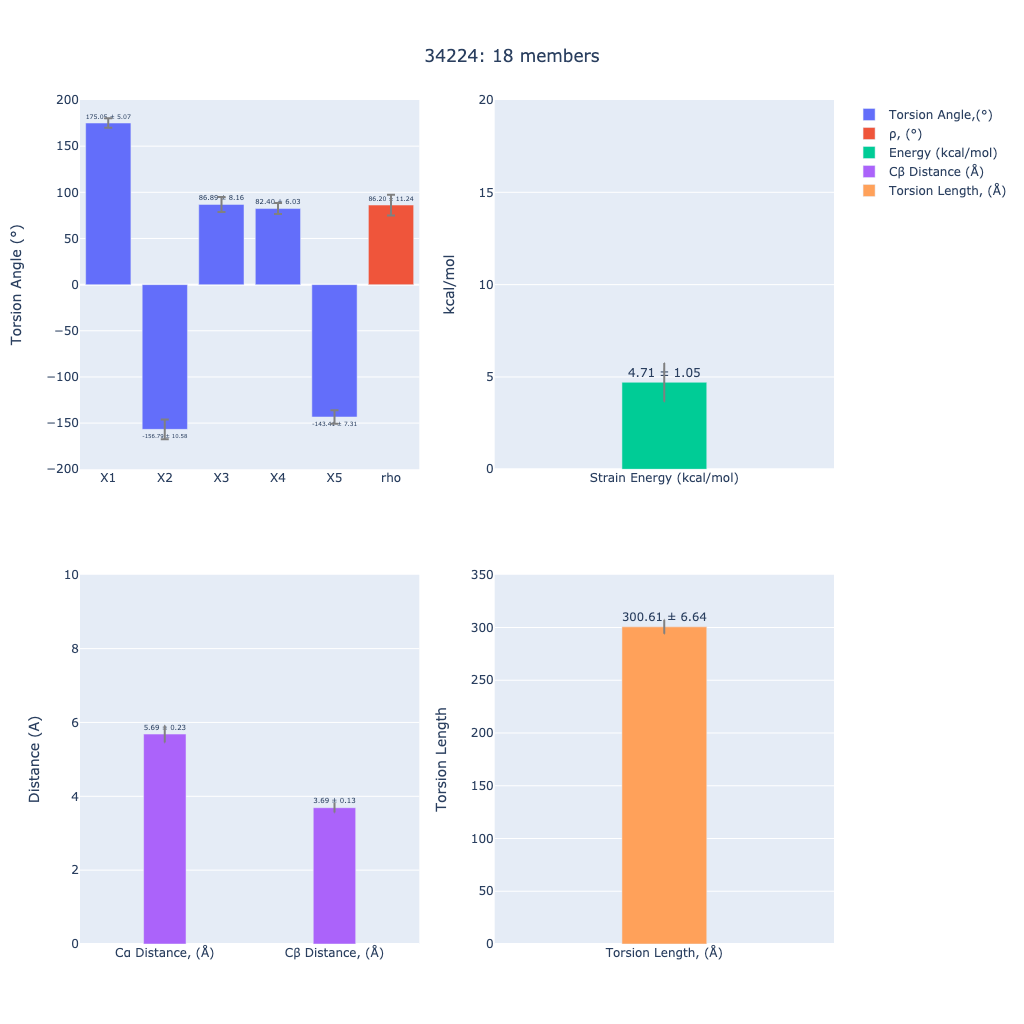 34224: 18 members
200
150
100
50
0
−50
−100
−150
−200
Torsion Angle (°)
175.05 ± 5.07
86.89 ± 8.16
82.40 ± 6.03
86.20 ± 11.24
± 10.58
± 7.31
X1 X2 X3 X4 X5 rho
20
15
10
5
0
kcal/mol
4.71 ± 1.05
Strain Energy (kcal/mol)
Torsion Angle,(°)
ρ, (°)
Energy (kcal/mol)
Cβ Distance (Å)
Torsion Length, (Å)
10
8
6
4
2
0
Distance (A)
5.69 ± 0.23
3.69 ± 0.13
Cα Distance, (Å) Cβ Distance, (Å)
350
300
250
200
150
100
50
0
Torsion Length
300.61 ± 6.64
Torsion Length, (Å)